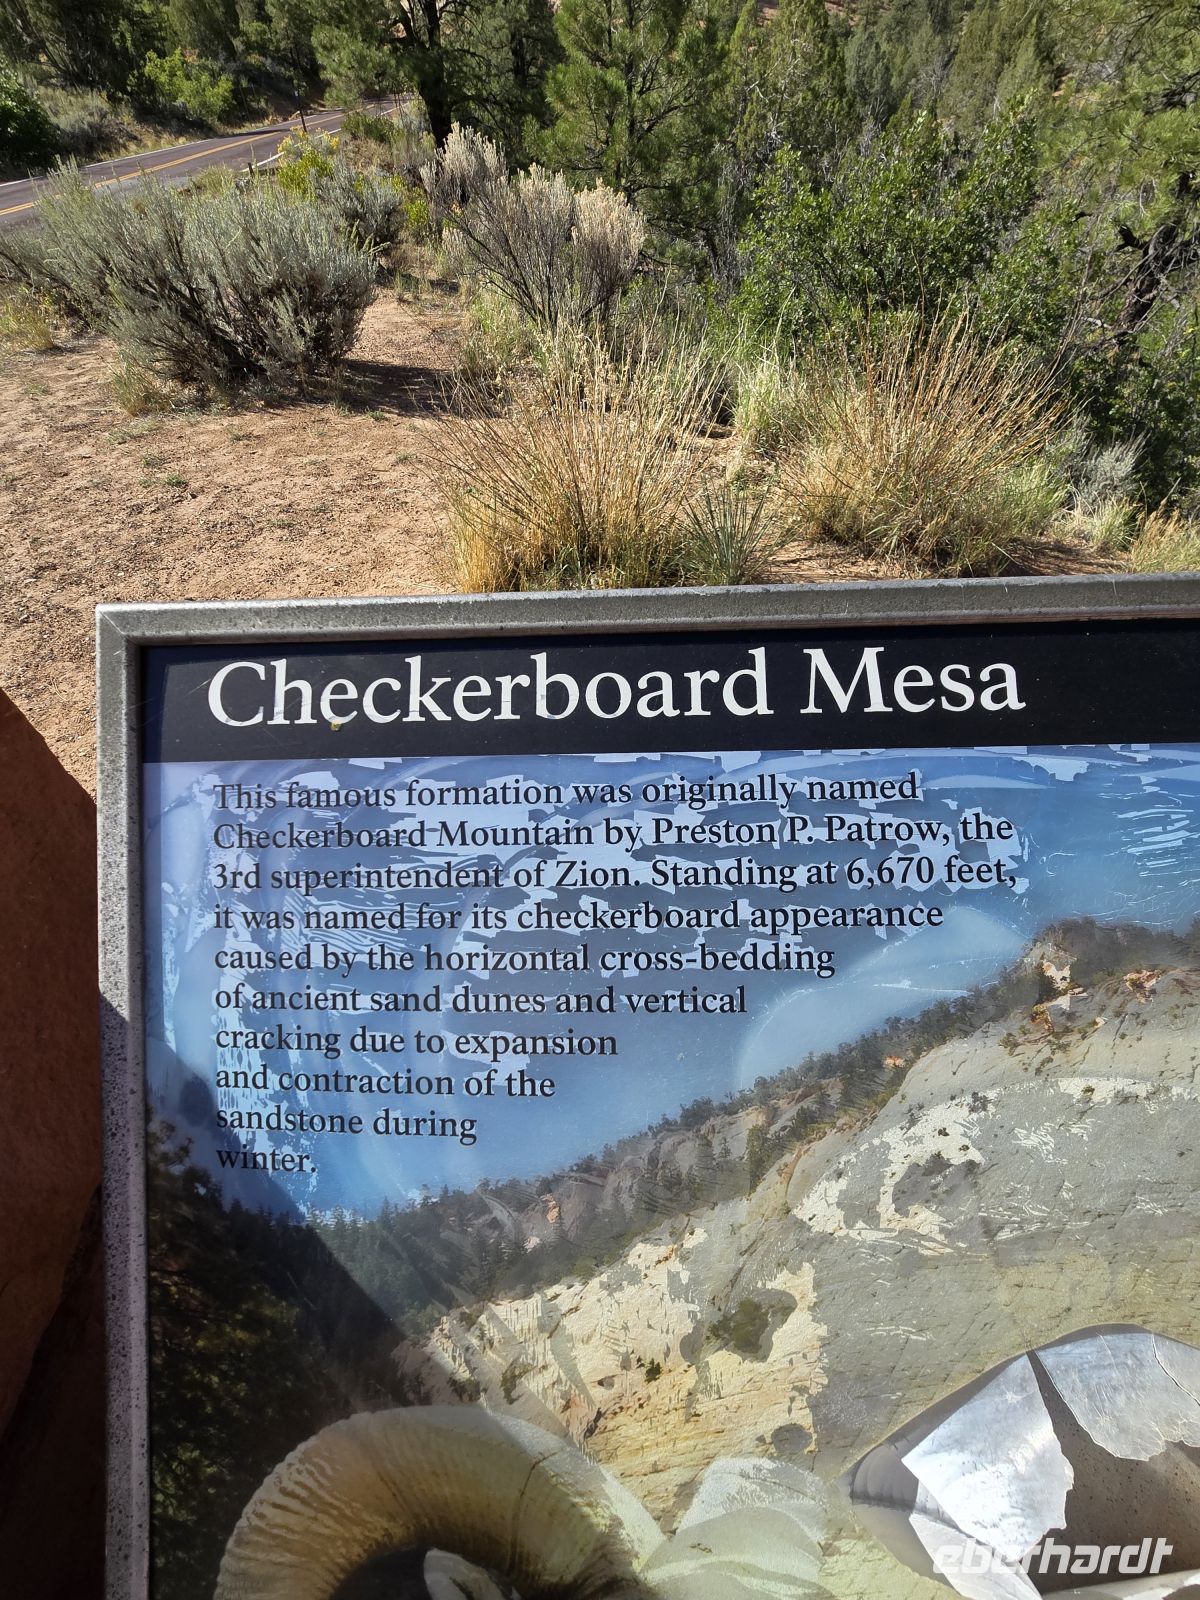 Checkerboard Mesa
This famous formation was originally named
Checkerboard Mountain by Preston P. Patrow, the
3rd superintendent of Zion. Standing at 6,670 feet,
it was named for its checkerboard appearance
caused by the horizontal cross-bedding
of ancient sand dunes and vertical
cracking due to expansion
and contraction of the
sandstone during
winter.
eberhardt